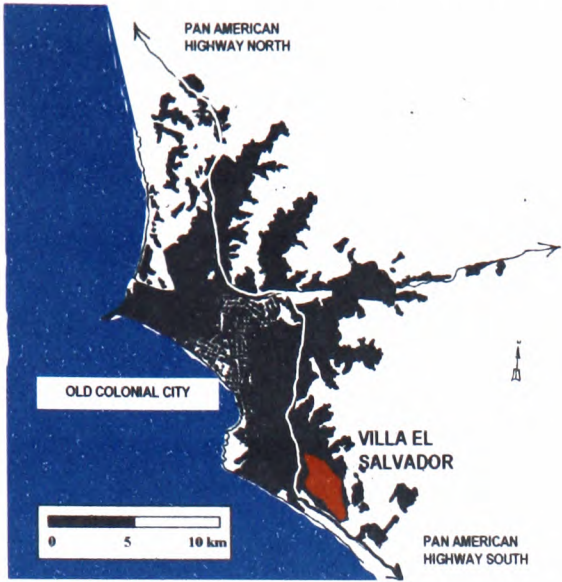 PAN AMERICAN
HIGHWAY NORTH
OLD COLONIAL CITY
VILLA EL
SALVADOR
0 5 10 km
PAN AMERICAN
HIGHWAY SOUTH